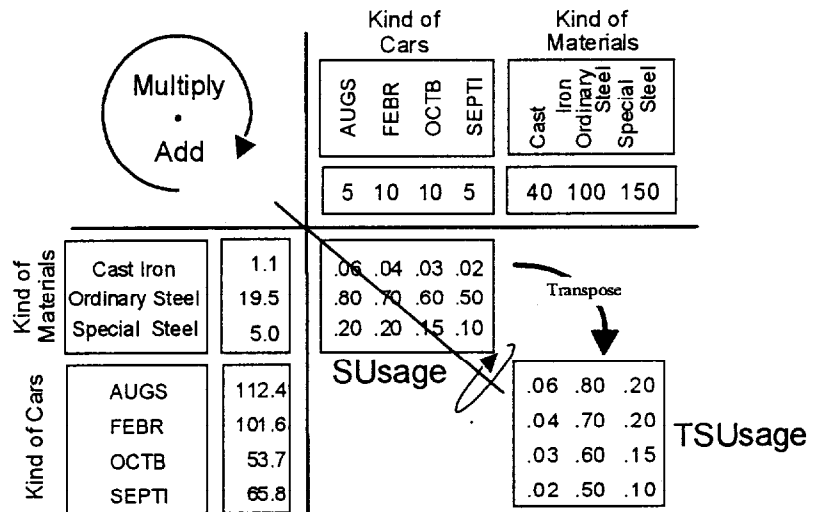 Kind of
Cars
Kind of
Materials
Multiply
Add
AUGS
FEBR
OCTB
SEPTI
Cast
Iron
Ordinary
Steel
Special
Steel
5 10 10 5
40 100 150
Kind of
Materials
Cast Iron 1.1
Ordinary Steel 19.5
Special Steel 5.0
.06 .04 .03 .02
.80 .70 .60 .50
.20 .20 .15 .10
Transpose
SUsage
Kind of Cars
AUGS 112.4
FEBR 101.6
OCTB 53.7
SEPTI 65.8
.06 .80 .20
.04 .70 .20
.03 .60 .15
.02 .50 .10
TSUsage